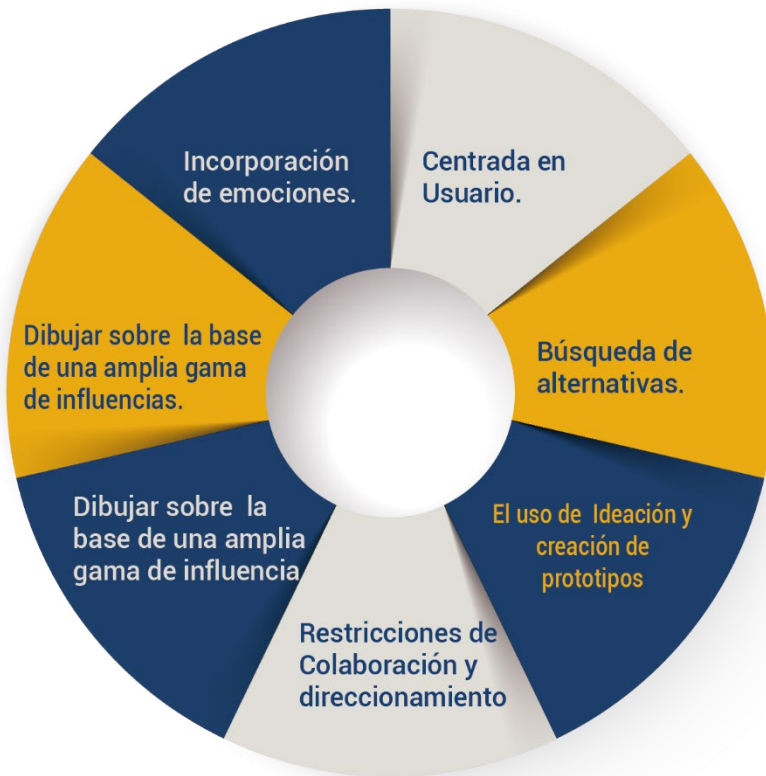 Centrada en
Usuario.
Búsqueda de
alternativas.
El uso de Ideación y
creación de
prototipos
Restricciones de
Colaboración y
direccionamiento
Dibujar sobre la
base de una amplia
gama de influencia
Dibujar sobre la base
de una amplia gama
de influencias.
Incorporación
de emociones.